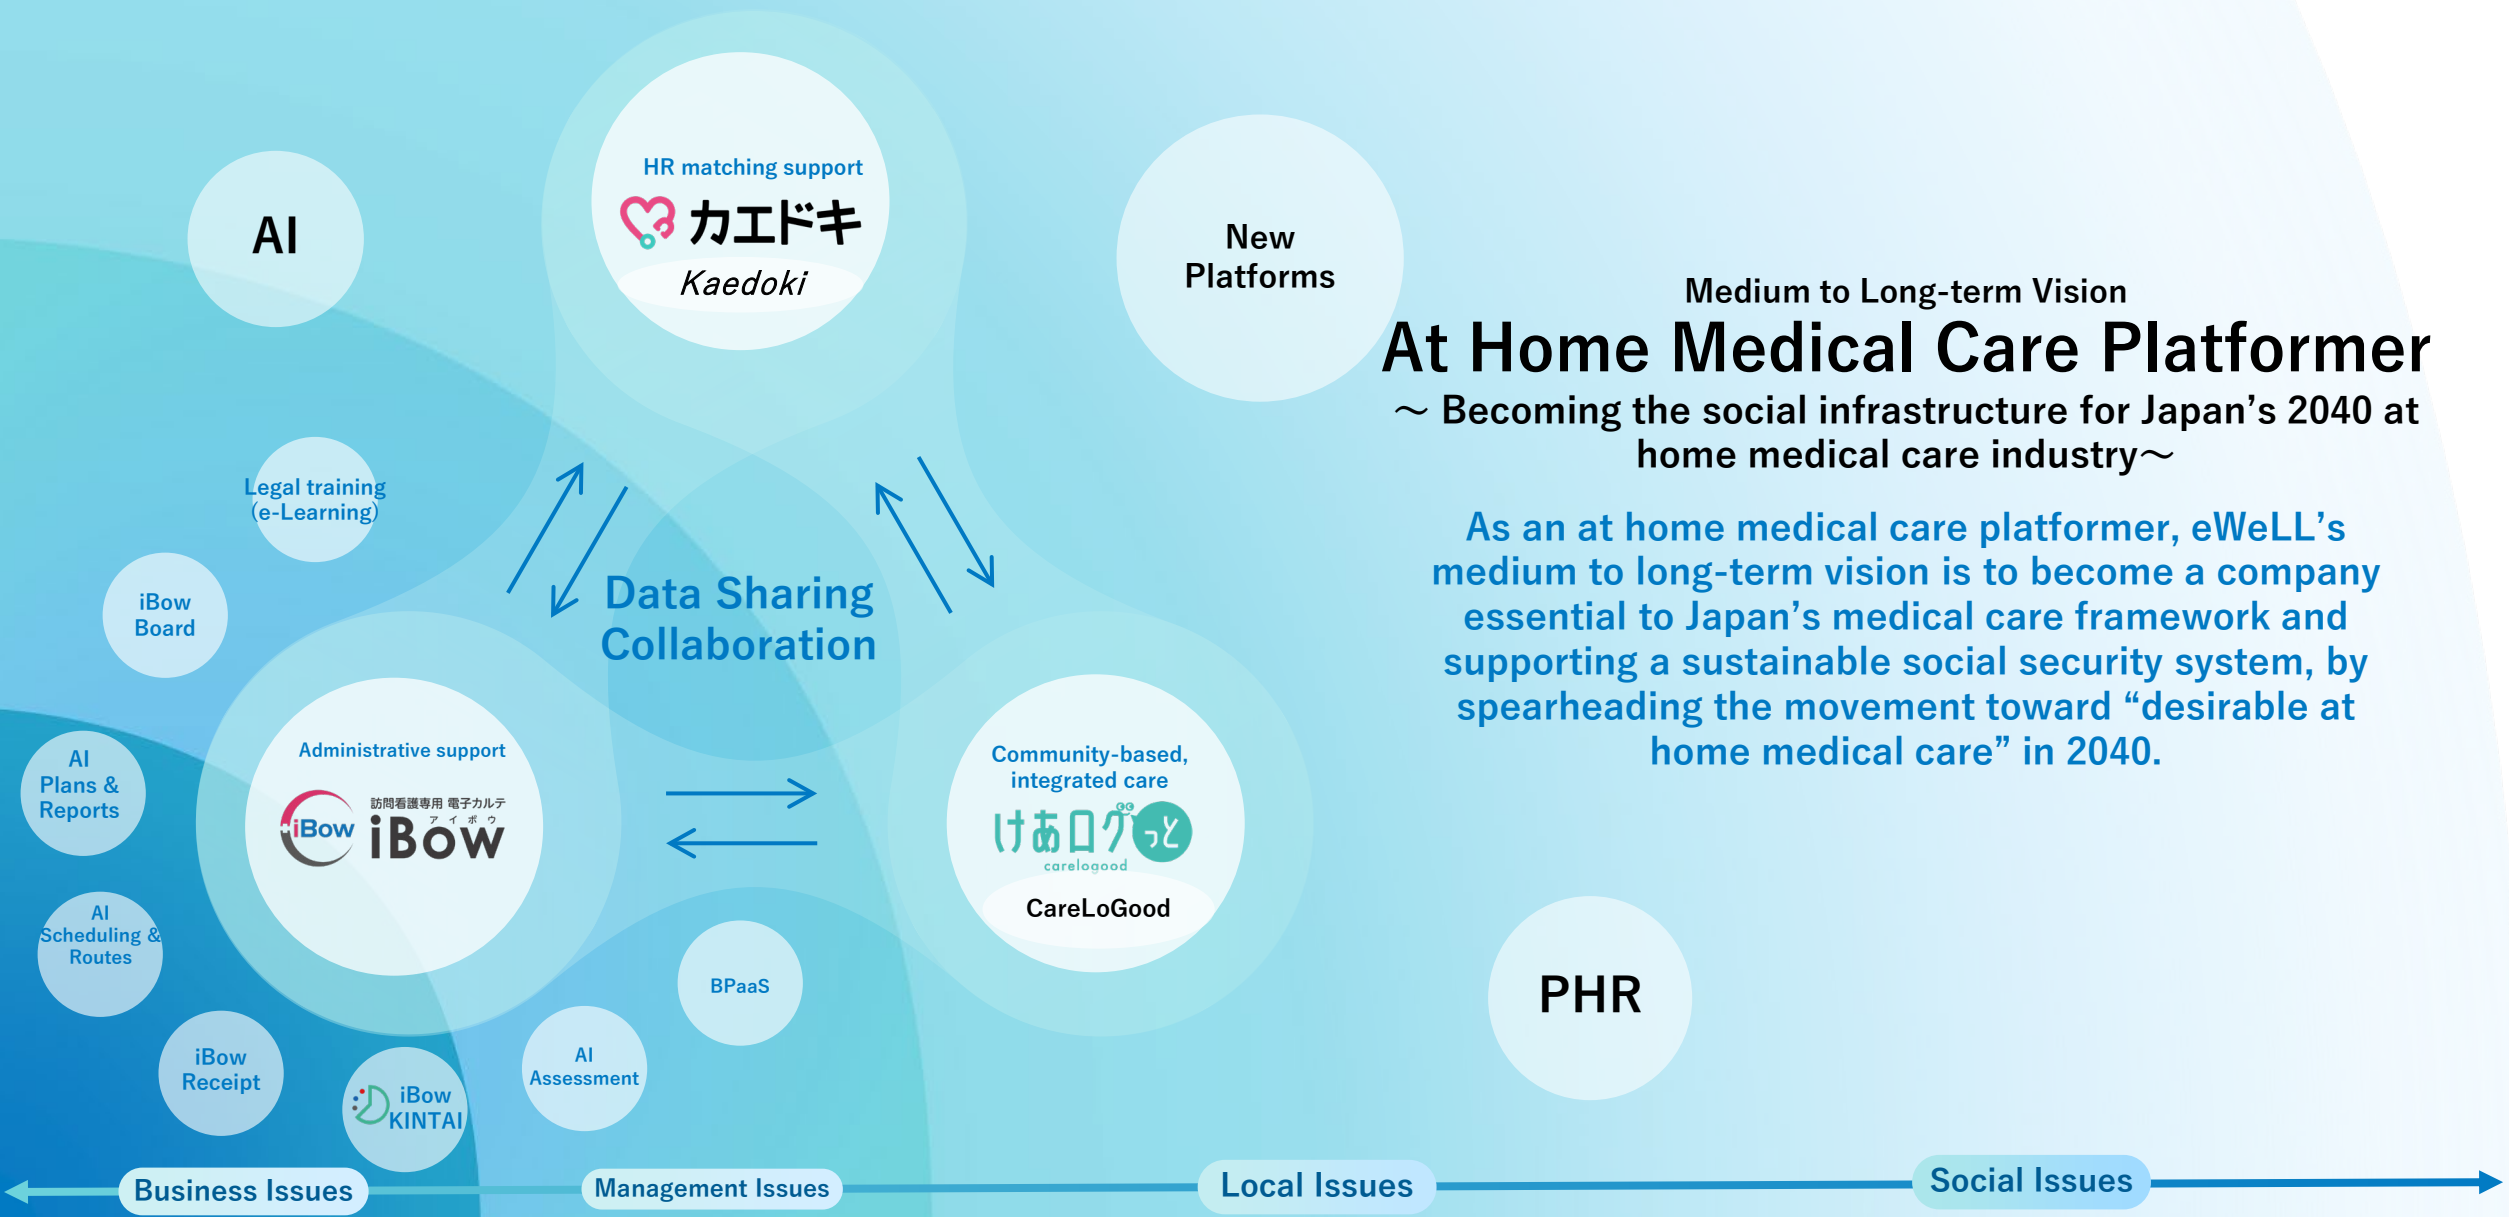 HR matching support
カエドキ
Kaedoki
AI
New
Platforms
Medium to Long-term Vision
At Home Medical Care Platformer
～ Becoming the social infrastructure for Japan’s 2040 at
home medical care industry～
As an at home medical care platformer, eWeLL’s
medium to long-term vision is to become a company
essential to Japan’s medical care framework and
supporting a sustainable social security system, by
spearheading the movement toward “desirable at
home medical care” in 2040.
Legal training
(e-Learning)
iBow
Board
Data Sharing
Collaboration
AI
Plans &
Reports
Administrative support
iBow
訪問看護専用 電子カルテ
アイボウ
iBow
Community-based,
integrated care
けあログっと
carelogood
CareLoGood
AI
Scheduling &
Routes
BPaaS
PHR
iBow
Receipt
iBow
KINTAI
AI
Assessment
Business Issues
Management Issues
Local Issues
Social Issues